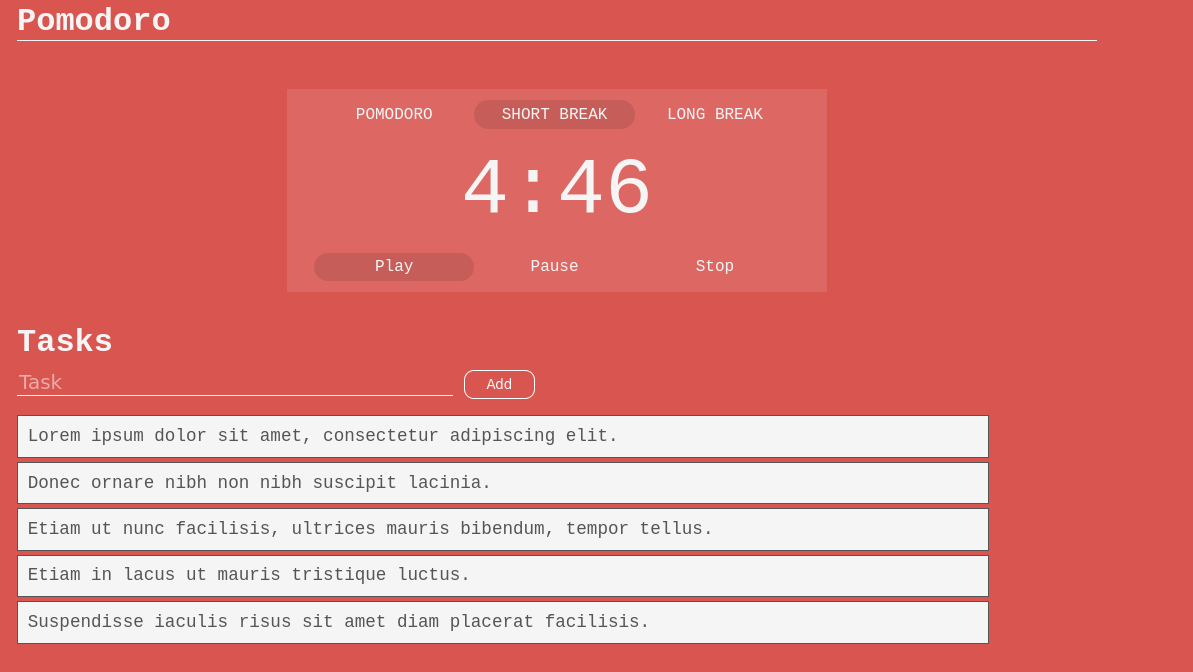 Pomodoro
POMODORO SHORT BREAK LONG BREAK
4:46
Play Pause Stop
Tasks
Task Add
Lorem ipsum dolor sit amet, consectetur adipiscing elit.
Donec ornare nibh non nibh suscipit lacinia.
Etiam ut nunc facilisis, ultrices mauris bibendum, tempor tellus.
Etiam in lacus ut mauris tristique luctus.
Suspendisse iaculis risus sit amet diam placerat facilisis.